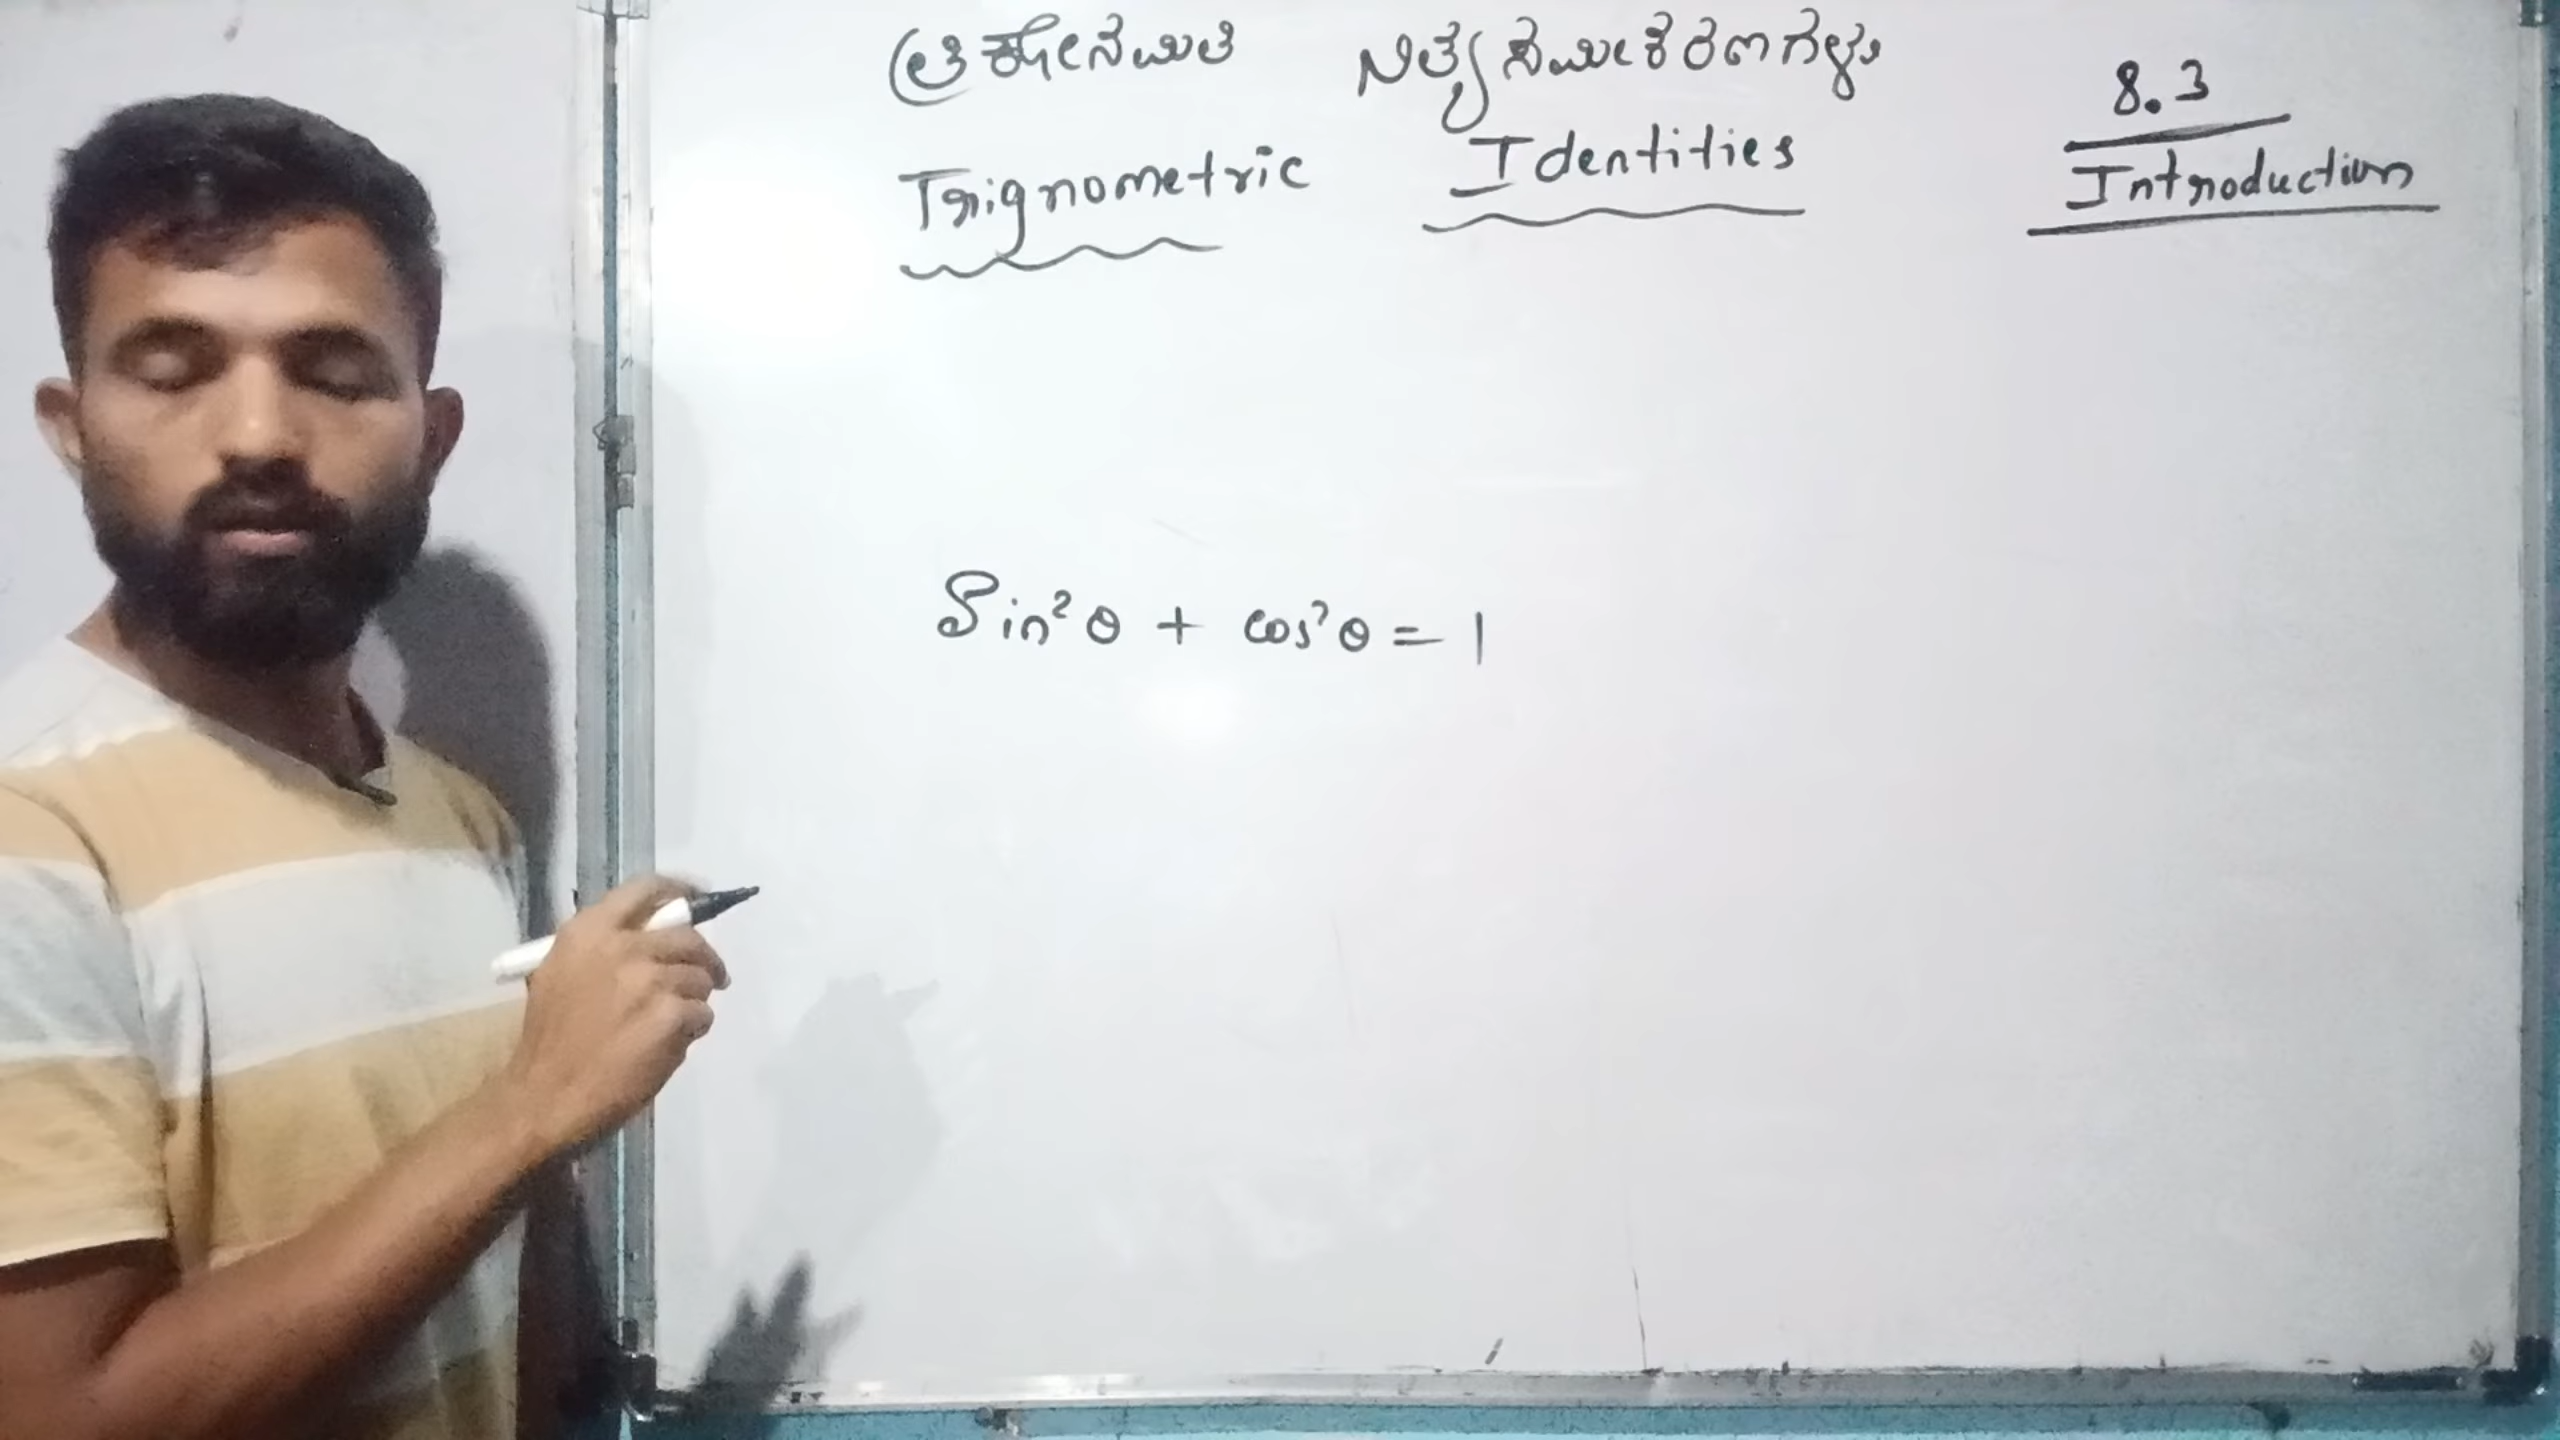 ತ್ರಿಕೋನಮಿತಿ ನಿತ್ಯಸಮೀಕರಣಗಳು
Trignometric Identities
8.3
Introduction
Sin²θ + cos²θ = 1